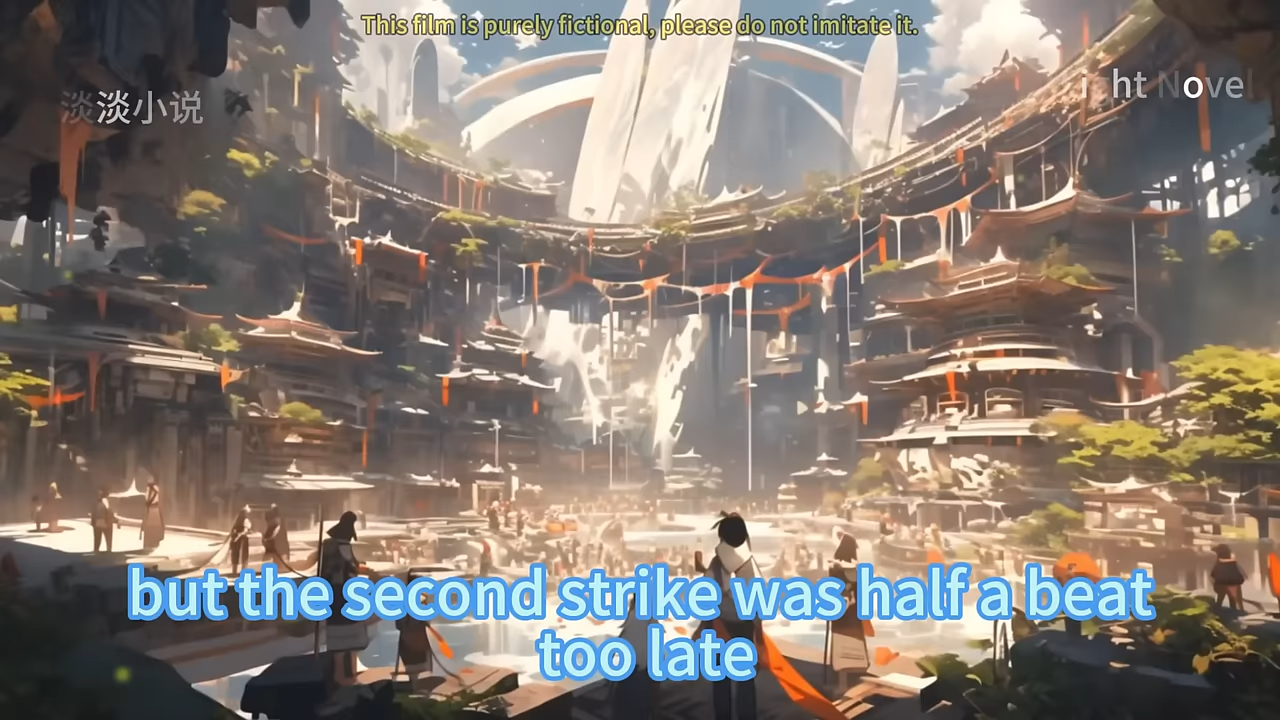 This film is purely fictional, please do not imitate it.
淡淡小说
ight Novel
but the second strike was half a beat
too late